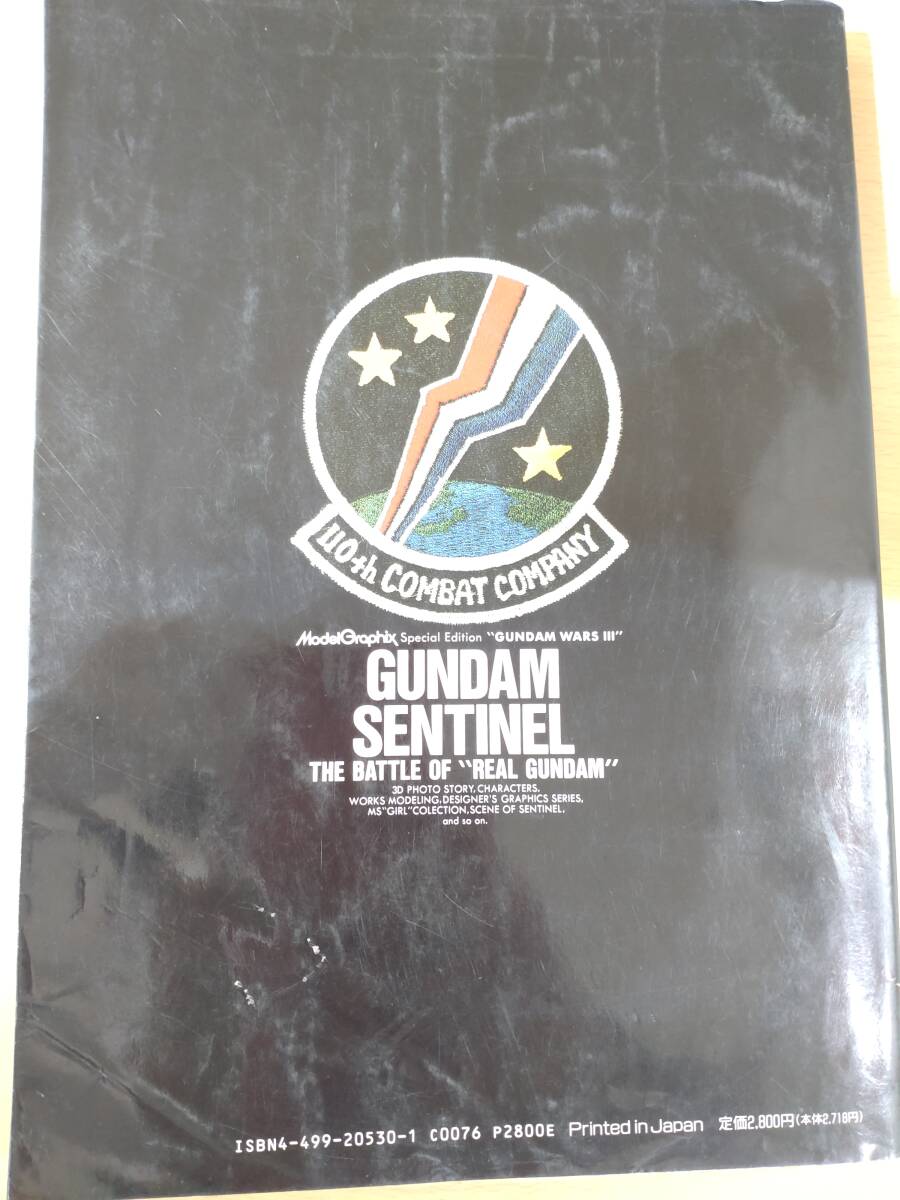 110th COMBAT COMPANY
ModelGraphix Special Edition "GUNDAM WARS III"
GUNDAM
SENTINEL
THE BATTLE OF "REAL GUNDAM"
3D PHOTO STORY, CHARACTERS,
WORKS MODELING, DESIGNER'S GRAPHICS SERIES,
MS"GIRL"COLECTION, SCENE OF SENTINEL,
and so on.
ISBN4-499-20530-1 C0076 P2800E Printed in Japan 定価2,800円(本体2,718円)